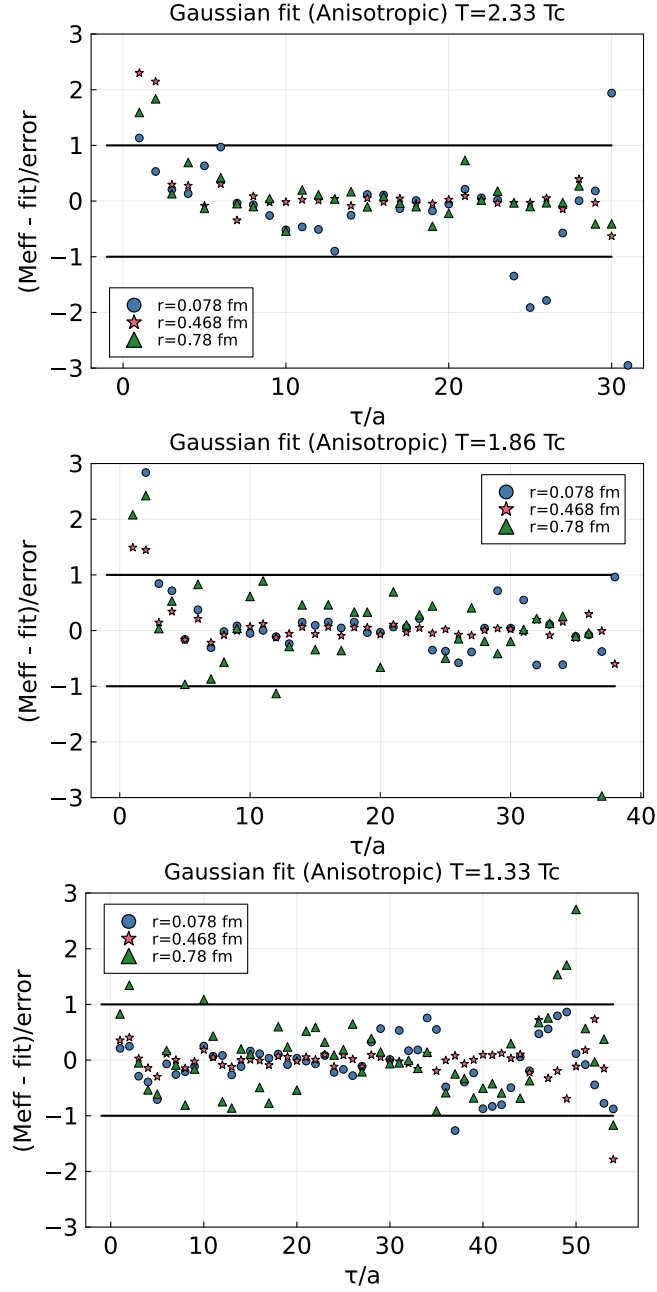 Gaussian fit (Anisotropic) T=2.33 Tc
(Meff - fit)/error
3
2
1
0
−1
−2
−3
r=0.078 fm
r=0.468 fm
r=0.78 fm
0
10
20
30
τ/a
Gaussian fit (Anisotropic) T=1.86 Tc
(Meff - fit)/error
3
2
1
0
−1
−2
−3
r=0.078 fm
r=0.468 fm
r=0.78 fm
0
10
20
30
40
τ/a
Gaussian fit (Anisotropic) T=1.33 Tc
(Meff - fit)/error
3
2
1
0
−1
−2
−3
r=0.078 fm
r=0.468 fm
r=0.78 fm
0
10
20
30
40
50
τ/a